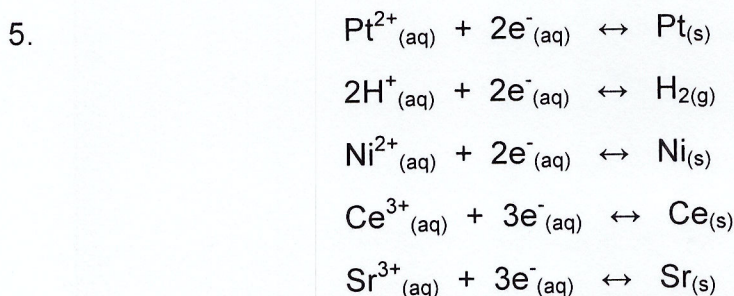 5. Pt²⁺(aq) + 2e⁻(aq) ↔ Pt(s)
2H⁺(aq) + 2e⁻(aq) ↔ H₂(g)
Ni²⁺(aq) + 2e⁻(aq) ↔ Ni(s)
Ce³⁺(aq) + 3e⁻(aq) ↔ Ce(s)
Sr³⁺(aq) + 3e⁻(aq) ↔ Sr(s)